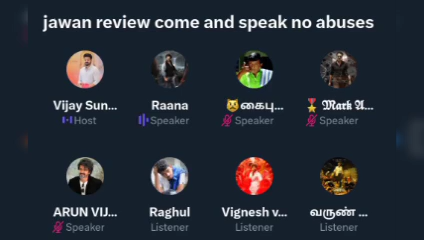 jawan review come and speak no abuses
Vijay Sun... Raana 😼கைபு... 🎖️𝕸𝖆𝖗𝖐 𝕬...
Host Speaker Speaker Speaker
ARUN VIJ... Raghul Vignesh v... வருண் ...
Speaker Listener Listener Listener